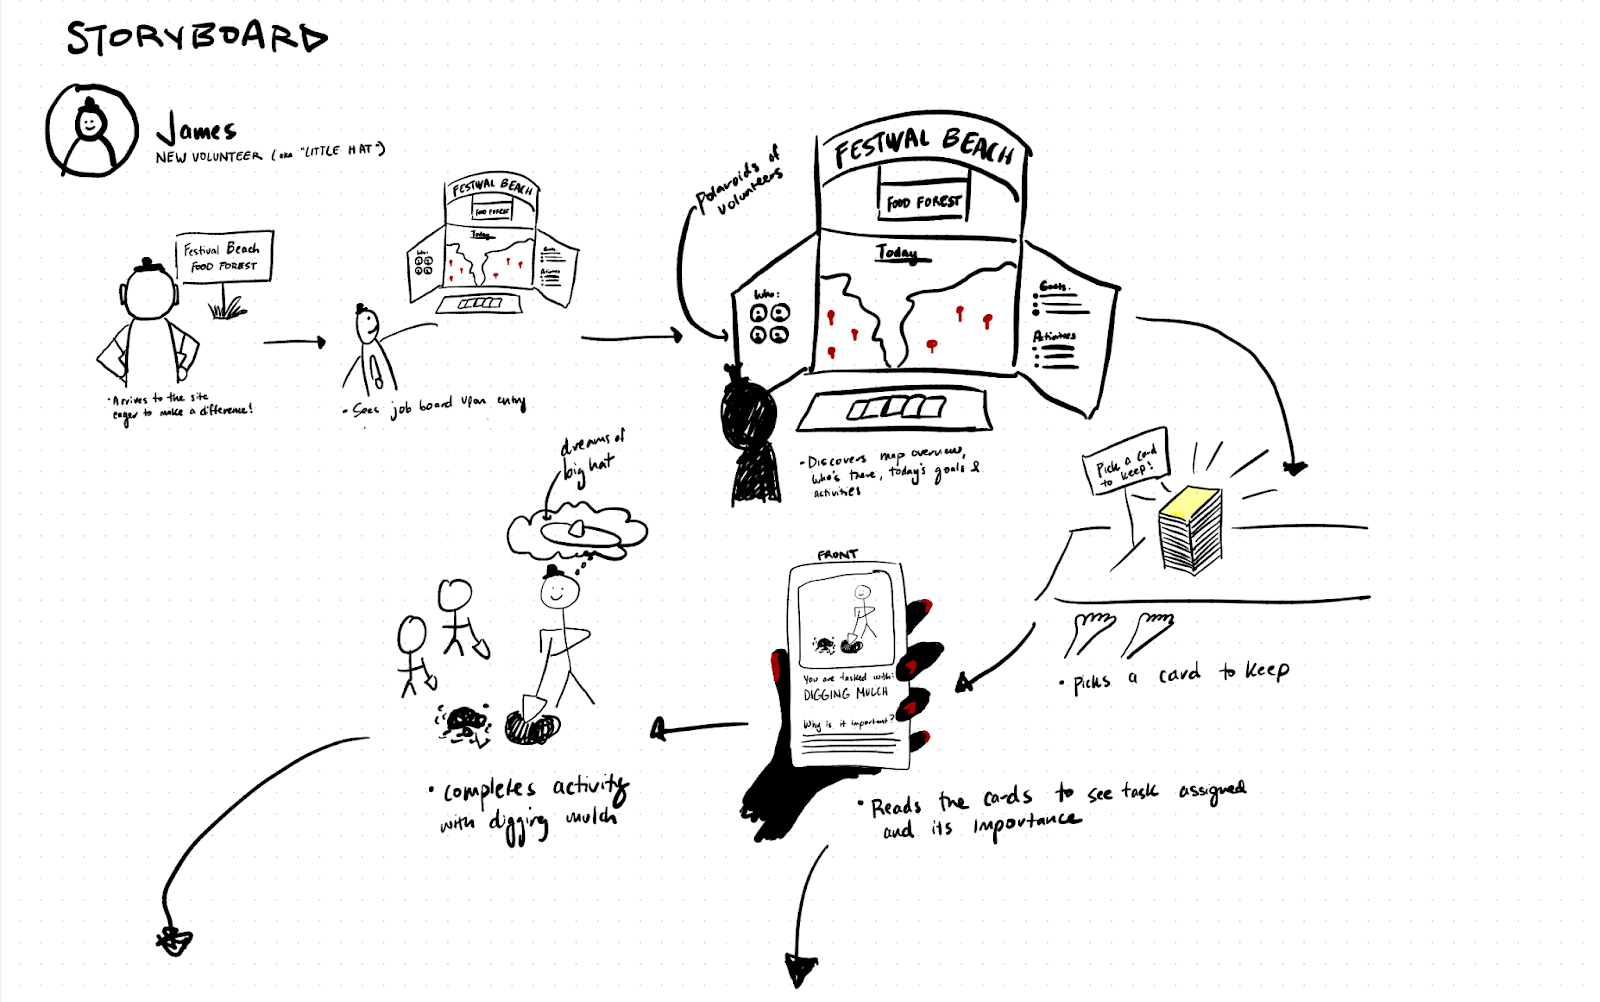 STORYBOARD
James
NEW VOLUNTEER (aka "LITTLE HAT")
Festival Beach
FOOD FOREST
• Arrives to the site
eager to make a difference!
FESTIVAL BEACH
FOOD FOREST
Today
Who:
Goals
Activities
• Sees job board upon entry
Polaroids of
volunteers
FESTIVAL BEACH
FOOD FOREST
Today
Who:
Goals.
Activities
• Discovers map overview,
who's there, today's goals &
activities
Pick a card
to keep!
• Picks a card to keep
FRONT
You are tasked with:
DIGGING MULCH
Why is it important?
• Reads the cards to see task assigned
and its importance
dreams of
big hat
• completes activity
with digging mulch